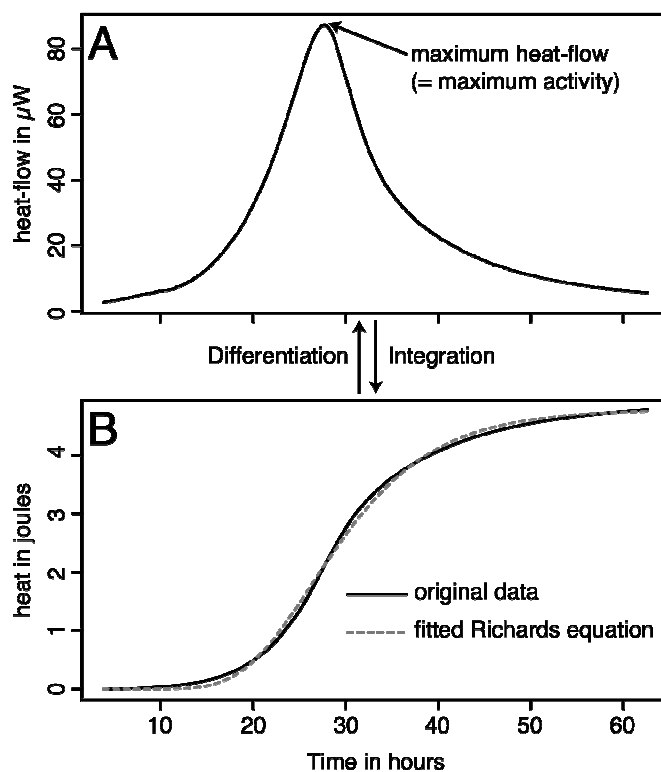 A
maximum heat-flow
(= maximum activity)
heat-flow in µW
80
60
40
20
0
Differentiation
Integration
B
heat in joules
4
3
2
1
0
original data
fitted Richards equation
10 20 30 40 50 60
Time in hours